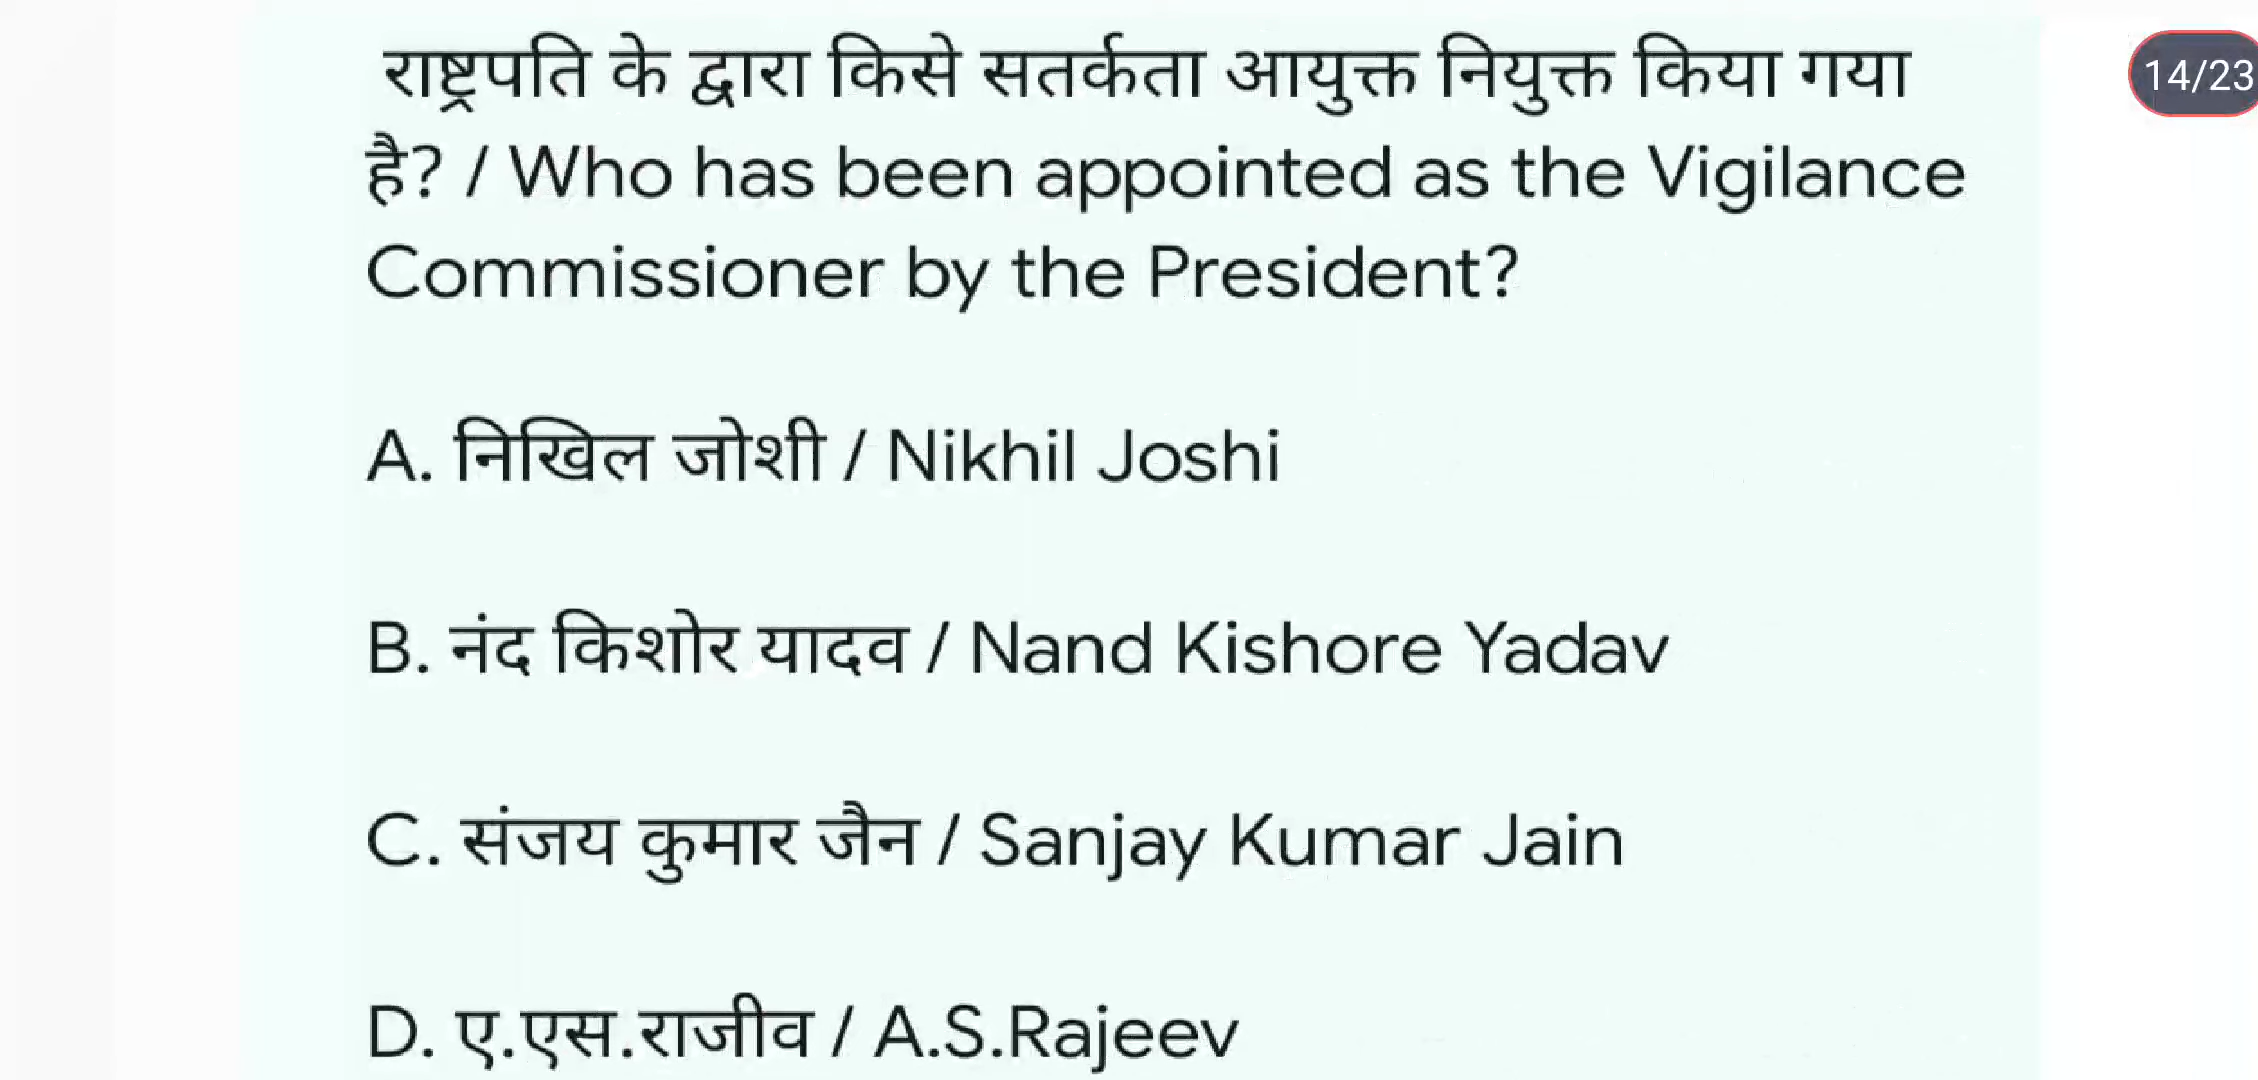 राष्ट्रपति के द्वारा किसे सतर्कता आयुक्त नियुक्त किया गया
14/23
है? / Who has been appointed as the Vigilance
Commissioner by the President?
A. निखिल जोशी / Nikhil Joshi
B. नंद किशोर यादव / Nand Kishore Yadav
C. संजय कुमार जैन / Sanjay Kumar Jain
D. ए.एस.राजीव / A.S.Rajeev